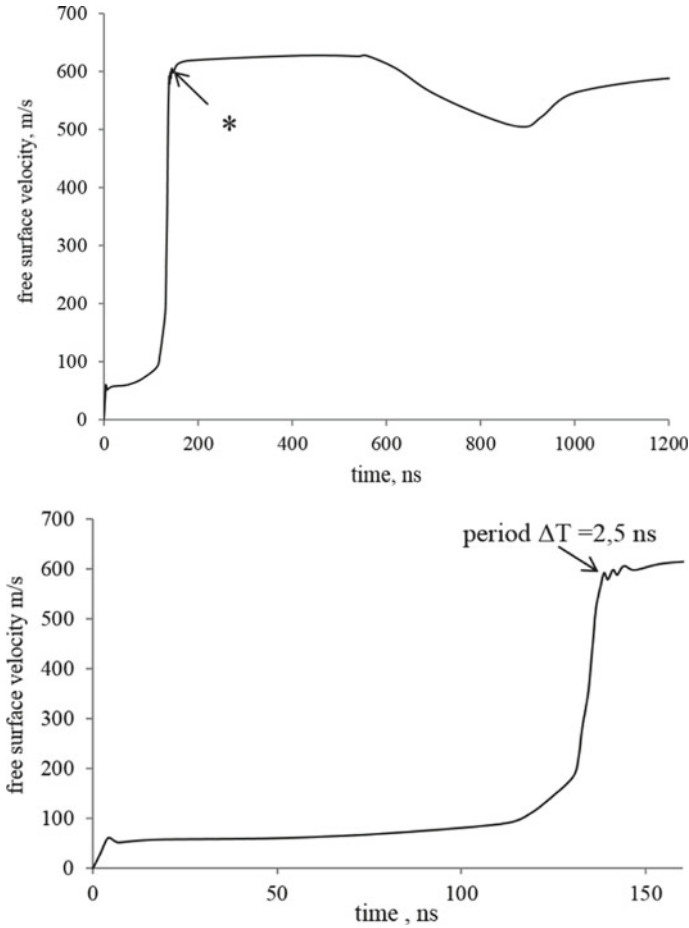 700
600
*
500
400
300
200
100
0
free surface velocity, m/s
0 200 400 600 800 1000 1200
time, ns
700
period ΔT =2,5 ns
600
500
400
300
200
100
0
free surface velocity m/s
0 50 100 150
time , ns